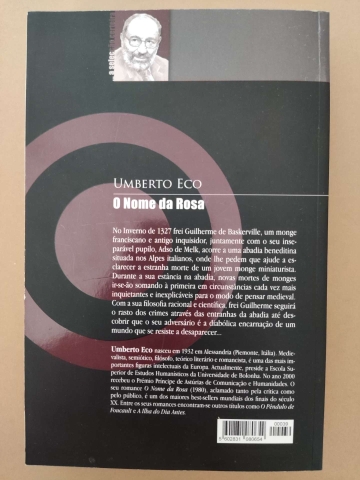 UMBERTO ECO
O Nome da Rosa
No Inverno de 1327 frei Guilherme de Baskerville, um monge
franciscano e antigo inquisidor, juntamente com o seu inse-
parável pupilo, Adso de Melk, acorre a uma abadia beneditina
situada nos Alpes italianos, onde lhe pedem que ajude a es-
clarecer a estranha morte de um jovem monge miniaturista.
Durante a sua estância na abadia, novas mortes de monges
ir-se-ão somando à primeira em circunstâncias cada vez mais
inquietantes e inexplicáveis para o modo de pensar medieval.
Com a sua filosofia racional e científica, frei Guilherme seguirá
o rasto dos crimes através das entranhas da abadia até des-
cobrir que o seu adversário é a diabólica encarnação de um
mundo que se resiste a desaparecer...
Umberto Eco nasceu em 1932 em Alessandria (Piemonte, Itália). Medie-
valista, semiótico, filósofo, teórico literário e romancista, é uma das mais im-
portantes figuras intelectuais da Europa. Actualmente, preside a Escola Su-
perior de Estudos Humanísticos da Universidade de Bolonha. No ano 2000
recebeu o Prémio Príncipe de Astúrias de Comunicação e Humanidades. O
seu romance O Nome da Rosa (1980), aclamado tanto pela crítica como
pelo público, é um dos maiores best-sellers mundiais dos finais do século
XX. Entre os seus romances encontram-se outros títulos como O Pêndulo de
Foucault e A Ilha do Dia Antes.